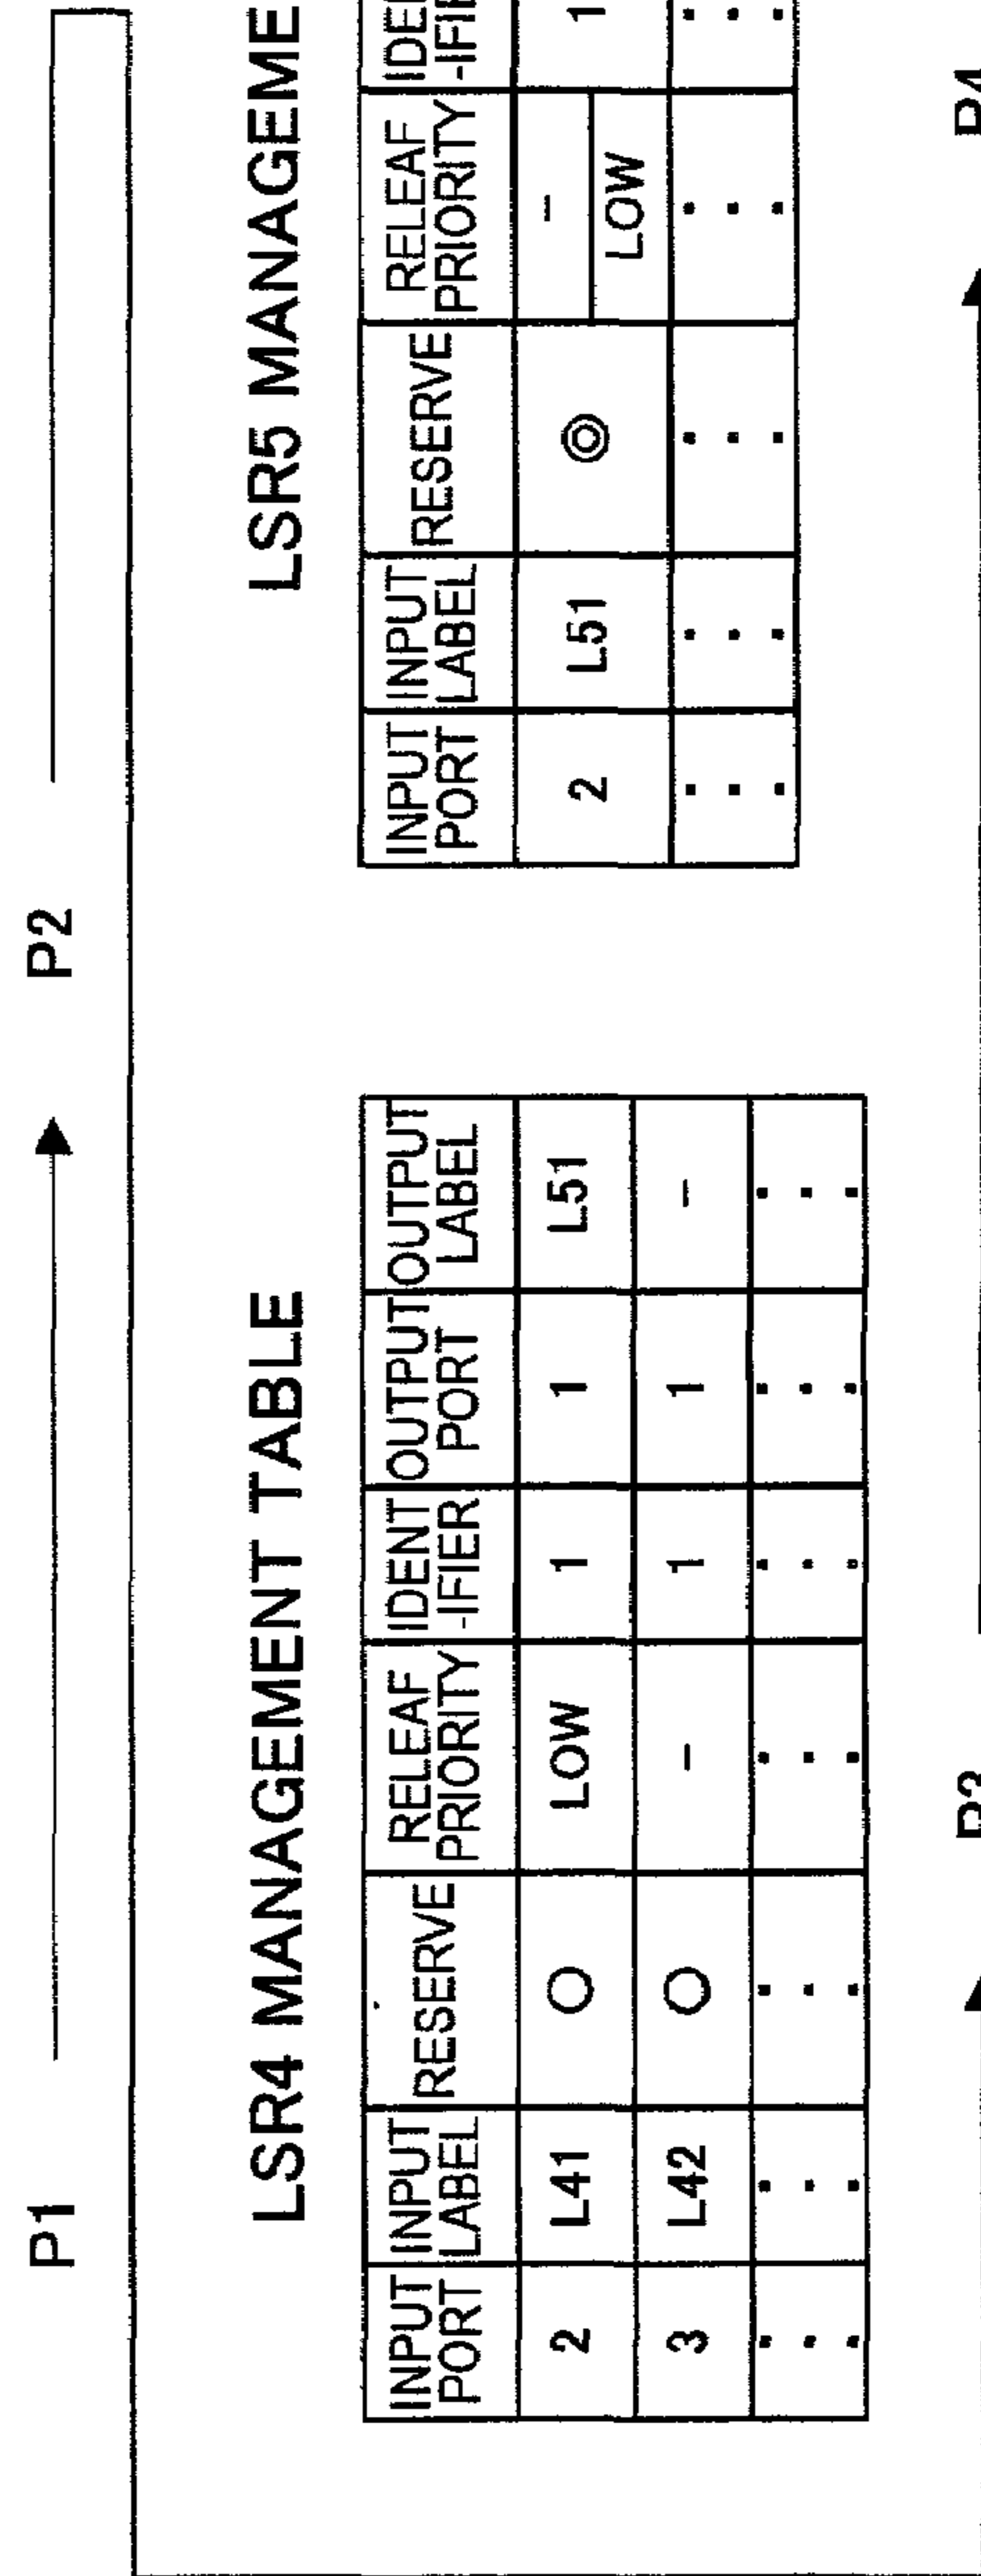 P1
P2
LSR4 MANAGEMENT TABLE
INPUT PORT | INPUT LABEL | RESERVE | RELEAF PRIORITY | IDENT -IFIER | OUTPUT PORT | OUTPUT LABEL
2 | L41 | ○ | LOW | 1 | 1 | L51
3 | L42 | ○ | – | 1 | 1 | –
LSR5 MANAGEME
INPUT PORT | INPUT LABEL | RESERVE | RELEAF PRIORITY
2 | L51 | ◎ | – | 1
LOW